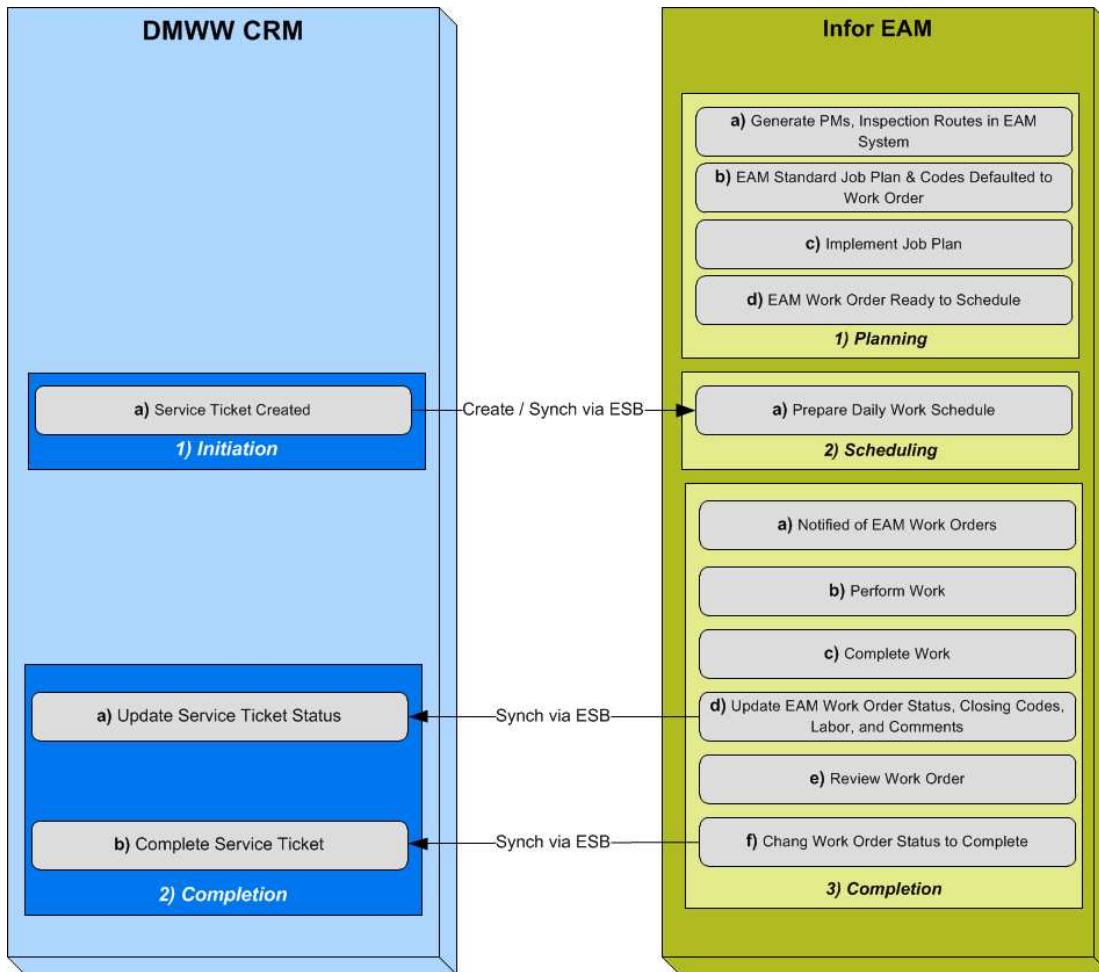 DMWW CRM
a) Service Ticket Created
1) Initiation
a) Update Service Ticket Status
b) Complete Service Ticket
2) Completion
Create / Synch via ESB
Synch via ESB
Synch via ESB
Infor EAM
a) Generate PMs, Inspection Routes in EAM
System
b) EAM Standard Job Plan & Codes Defaulted to
Work Order
c) Implement Job Plan
d) EAM Work Order Ready to Schedule
1) Planning
a) Prepare Daily Work Schedule
2) Scheduling
a) Notified of EAM Work Orders
b) Perform Work
c) Complete Work
d) Update EAM Work Order Status, Closing Codes,
Labor, and Comments
e) Review Work Order
f) Chang Work Order Status to Complete
3) Completion